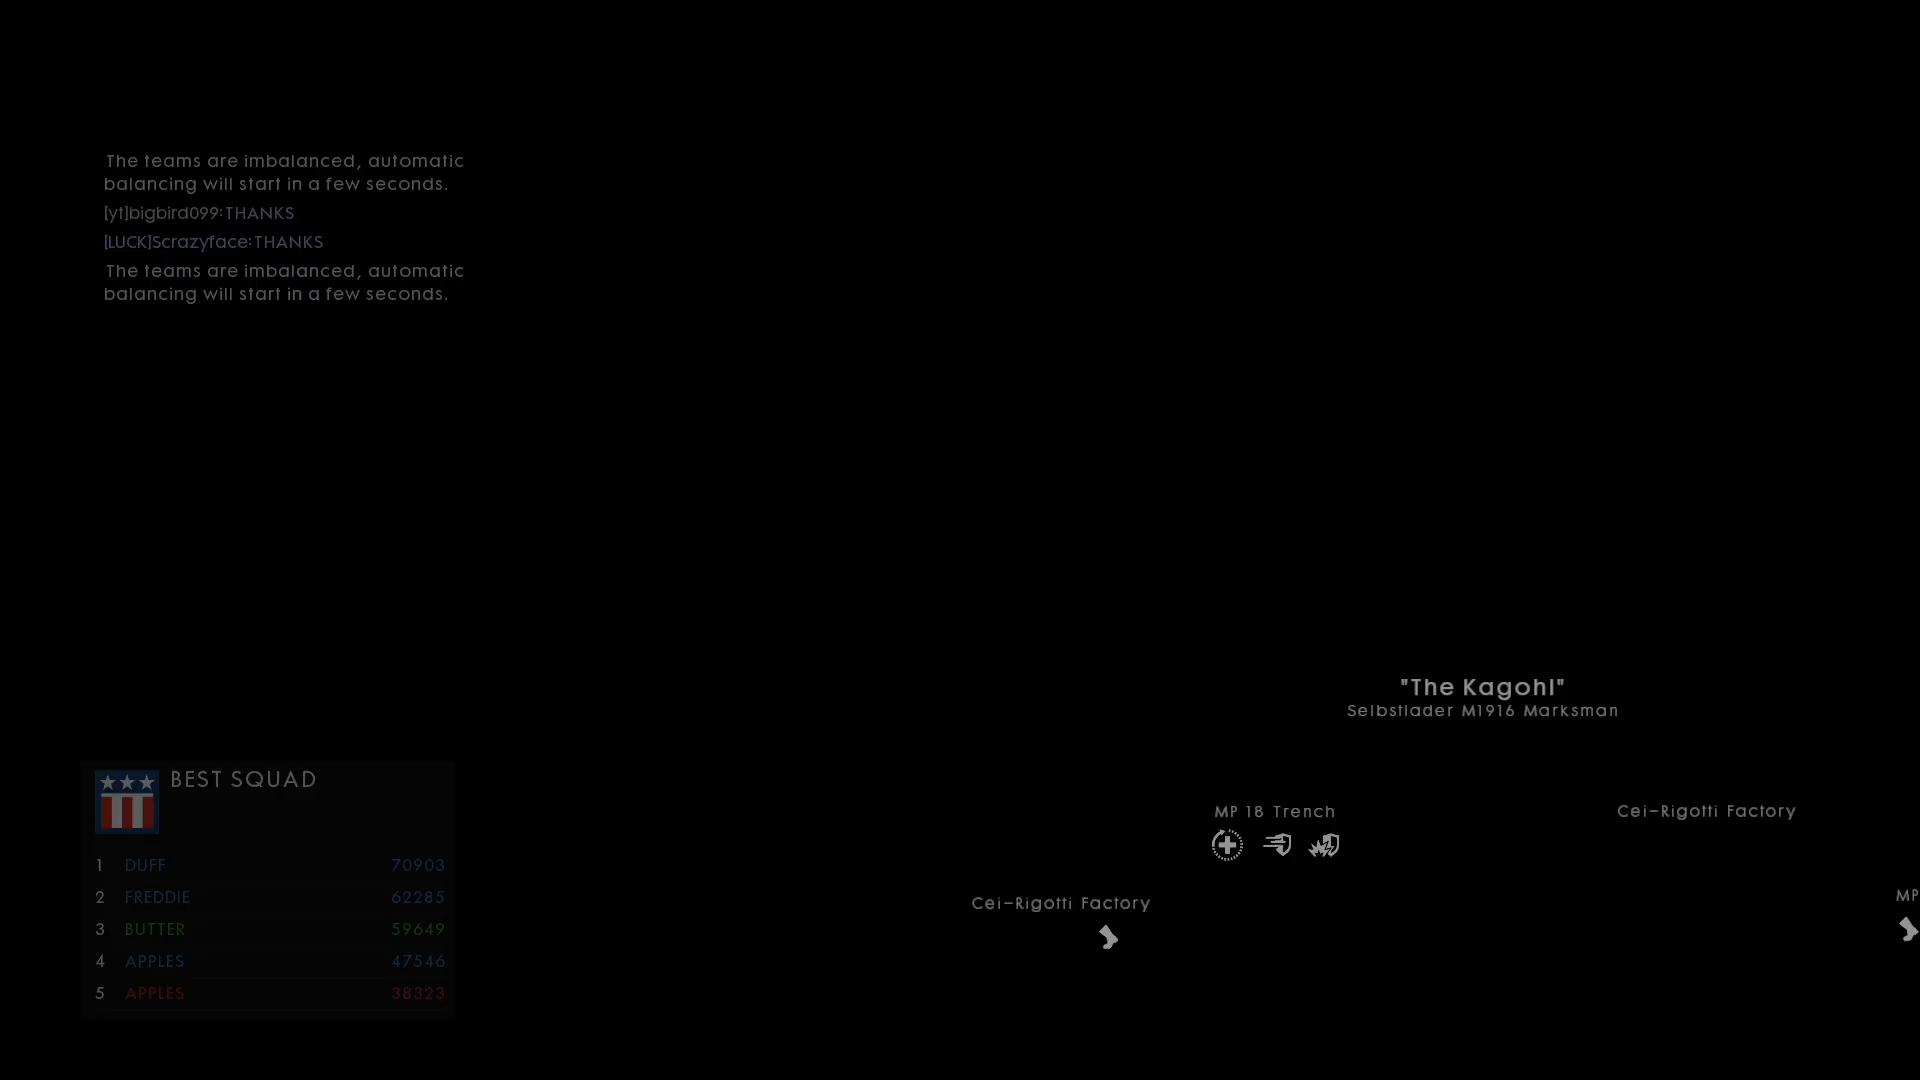 The teams are imbalanced, automatic
balancing will start in a few seconds.
[yt]bigbird099:THANKS
[LUCK]Scrazyface:THANKS
The teams are imbalanced, automatic
balancing will start in a few seconds.
"The Kagohl"
Selbstlader M1916 Marksman
BEST SQUAD
MP 18 Trench
Cei-Rigotti Factory
1 DUFF 70903
2 FREDDIE 62285
3 BUTTER 59649
4 APPLES 47546
5 APPLES 38323
Cei-Rigotti Factory
MP